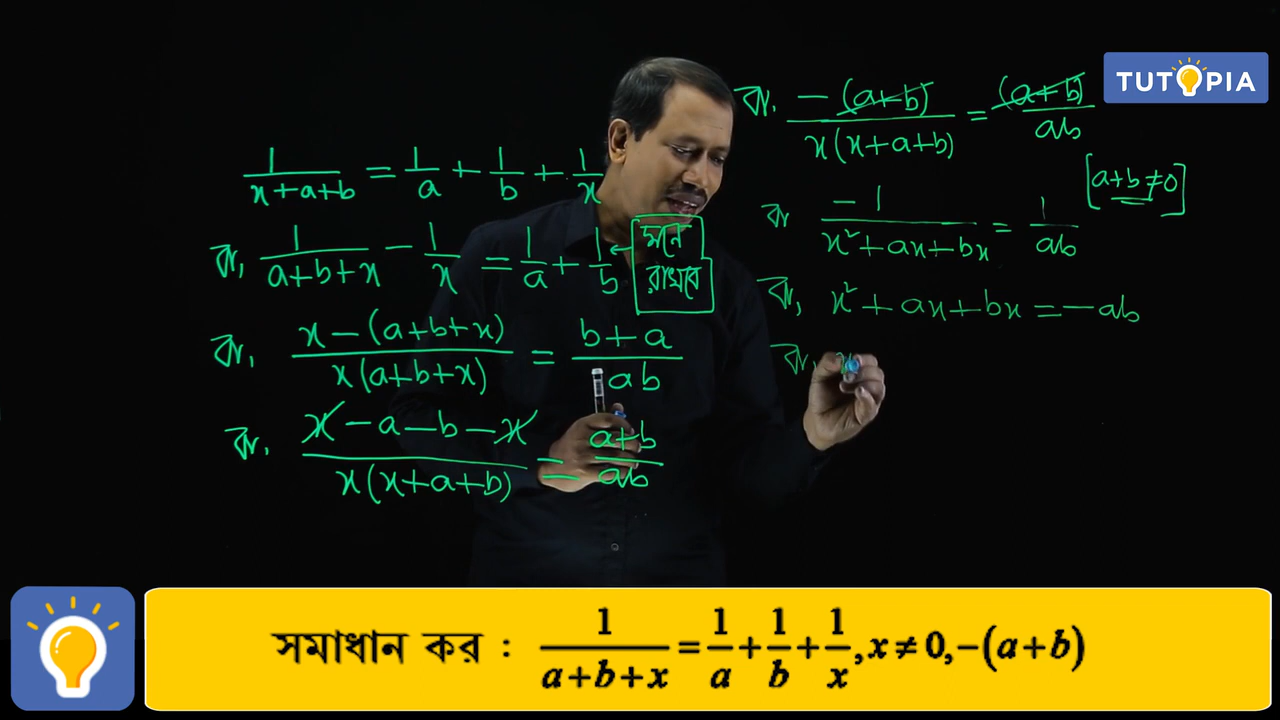 1/(x+a+b) = 1/a + 1/b + 1/x
বা, 1/(a+b+x) − 1/x = 1/a + 1/b ← মনে রাখবে
বা, (x−(a+b+x))/(x(a+b+x)) = (b+a)/(ab)
বা, (x−a−b−x)/(x(x+a+b)) = (a+b)/(ab)
বা, −(a+b)/(x(x+a+b)) = (a+b)/(ab)
[a+b≠0]
বা −1/(x²+ax+bx) = 1/(ab)
বা, x²+ax+bx = −ab
বা, x
TUTOPIA
সমাধান কর : 1/(a+b+x) = 1/a + 1/b + 1/x, x ≠ 0, −(a+b)